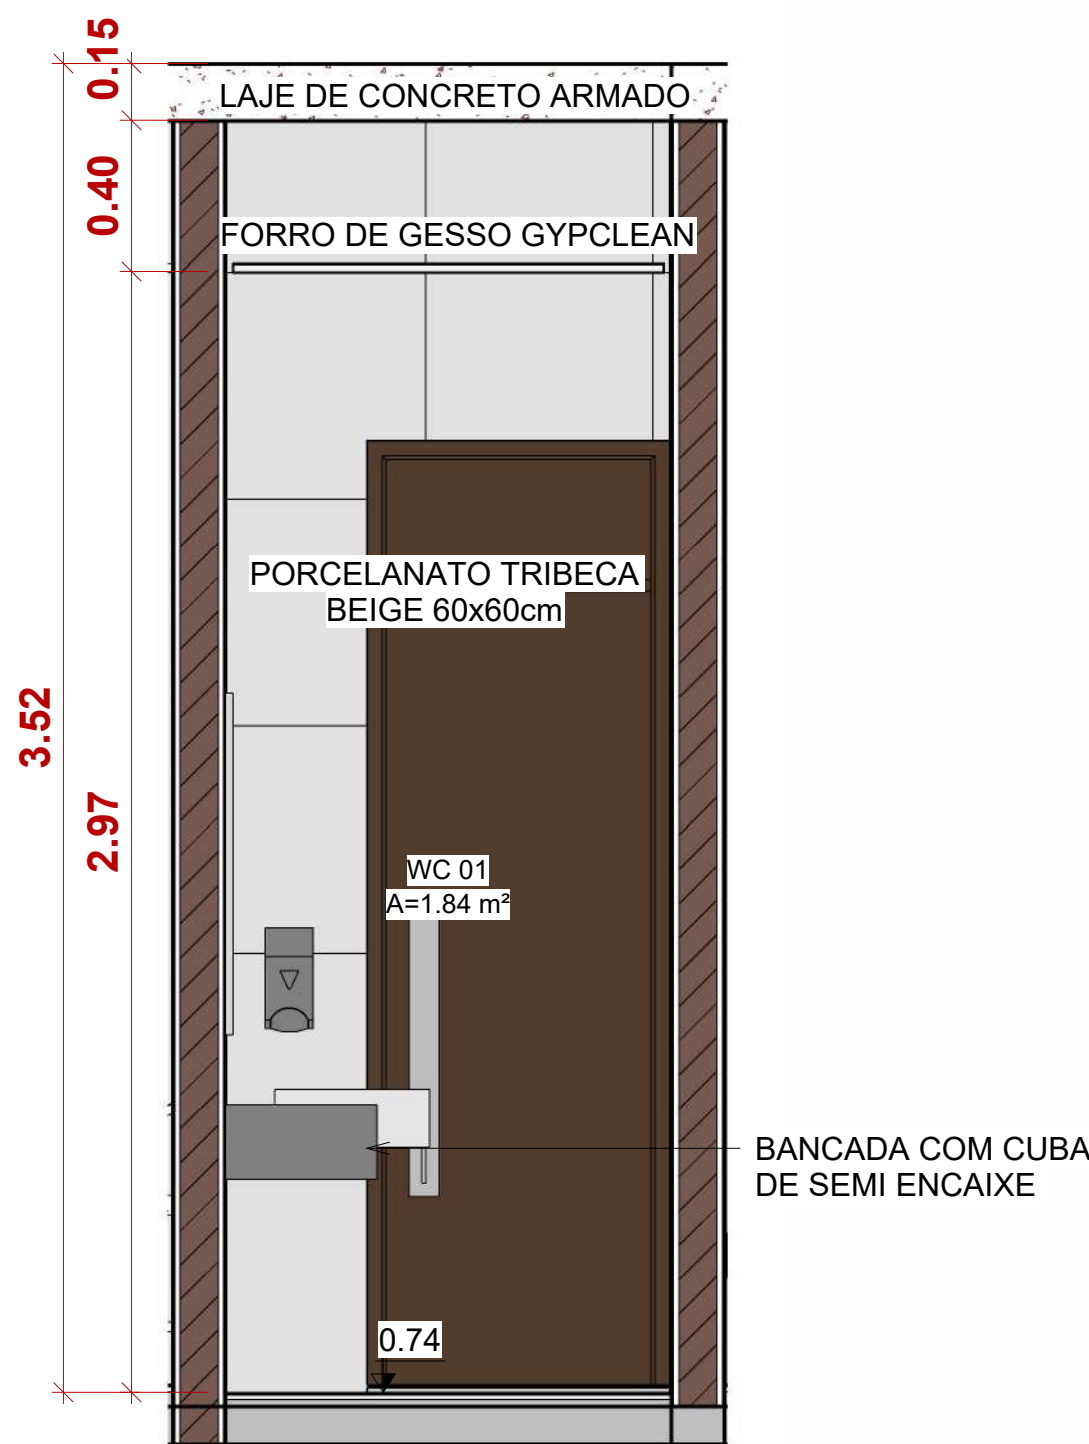 0.15
LAJE DE CONCRETO ARMADO
0.40
FORRO DE GESSO GYPCLEAN
PORCELANATO TRIBECA
BEIGE 60x60cm
3.52
2.97
WC 01
A=1.84 m²
BANCADA COM CUBA
DE SEMI ENCAIXE
0.74